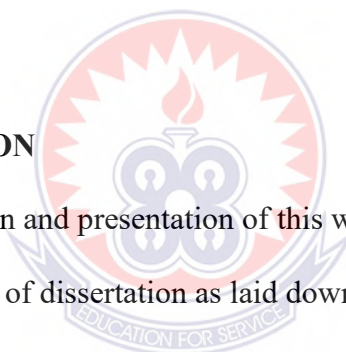 ON
n and presentation of this w
of dissertation as laid down
EDUCATION FOR SERVICE